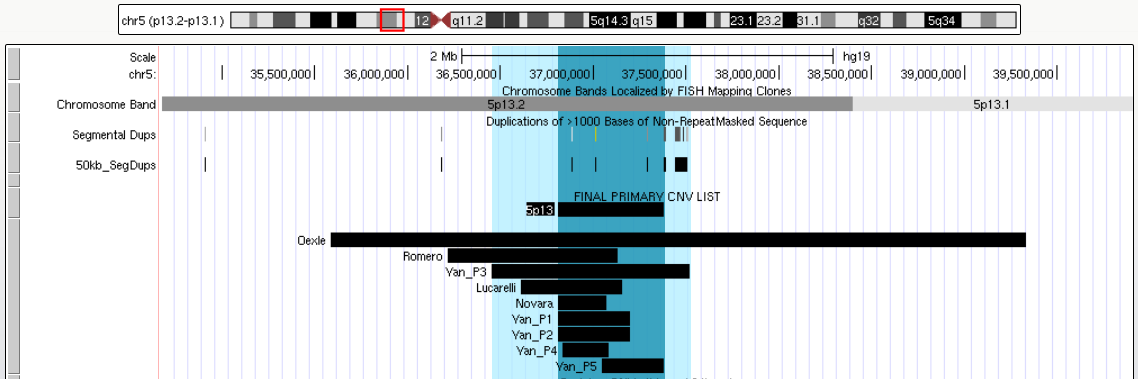 chr5 (p13.2-p13.1) 12 q11.2 5q14.3 q15 23.1 23.2 31.1 q32 5q34
Scale 2 Mb hg19
chr5: 35,500,000 36,000,000 36,500,000 37,000,000 37,500,000 38,000,000 38,500,000 39,000,000 39,500,000
Chromosome Bands Localized by FISH Mapping Clones
Chromosome Band 5p13.2 5p13.1
Duplications of >1000 Bases of Non-RepeatMasked Sequence
Segmental Dups
50kb_SegDups
FINAL PRIMARY CNV LIST
5p13
Oexle
Romero
Yan_P3
Lucarelli
Novara
Yan_P1
Yan_P2
Yan_P4
Yan_P5